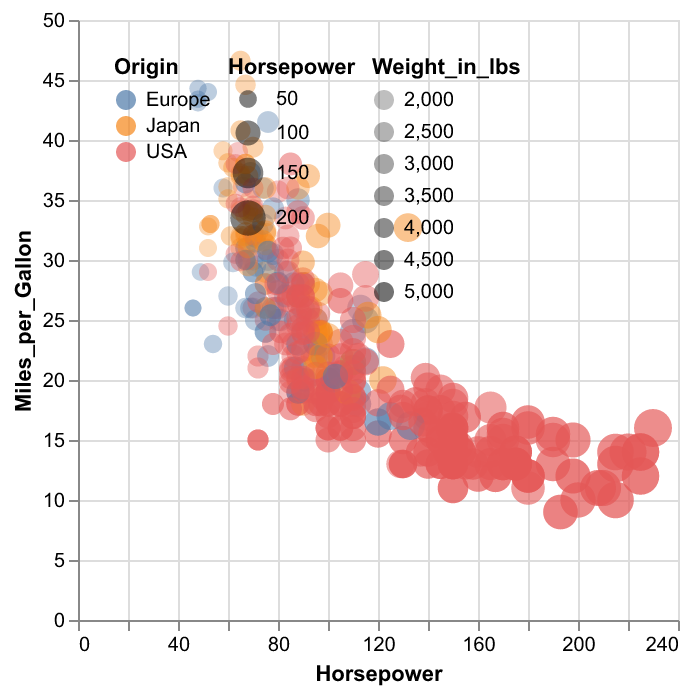 Origin
Europe
Japan
USA
Horsepower
50
100
150
200
Weight_in_lbs
2,000
2,500
3,000
3,500
4,000
4,500
5,000
Miles_per_Gallon
50
45
40
35
30
25
20
15
10
5
0
0 40 80 120 160 200 240
Horsepower